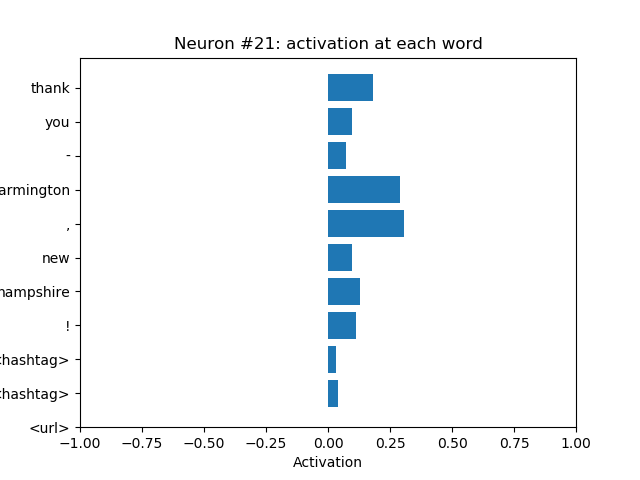 Neuron #21: activation at each word
thank
you
-
armington
,
new
hampshire
!
hashtag>
hashtag>
<url>
−1.00 −0.75 −0.50 −0.25 0.00 0.25 0.50 0.75 1.00
Activation